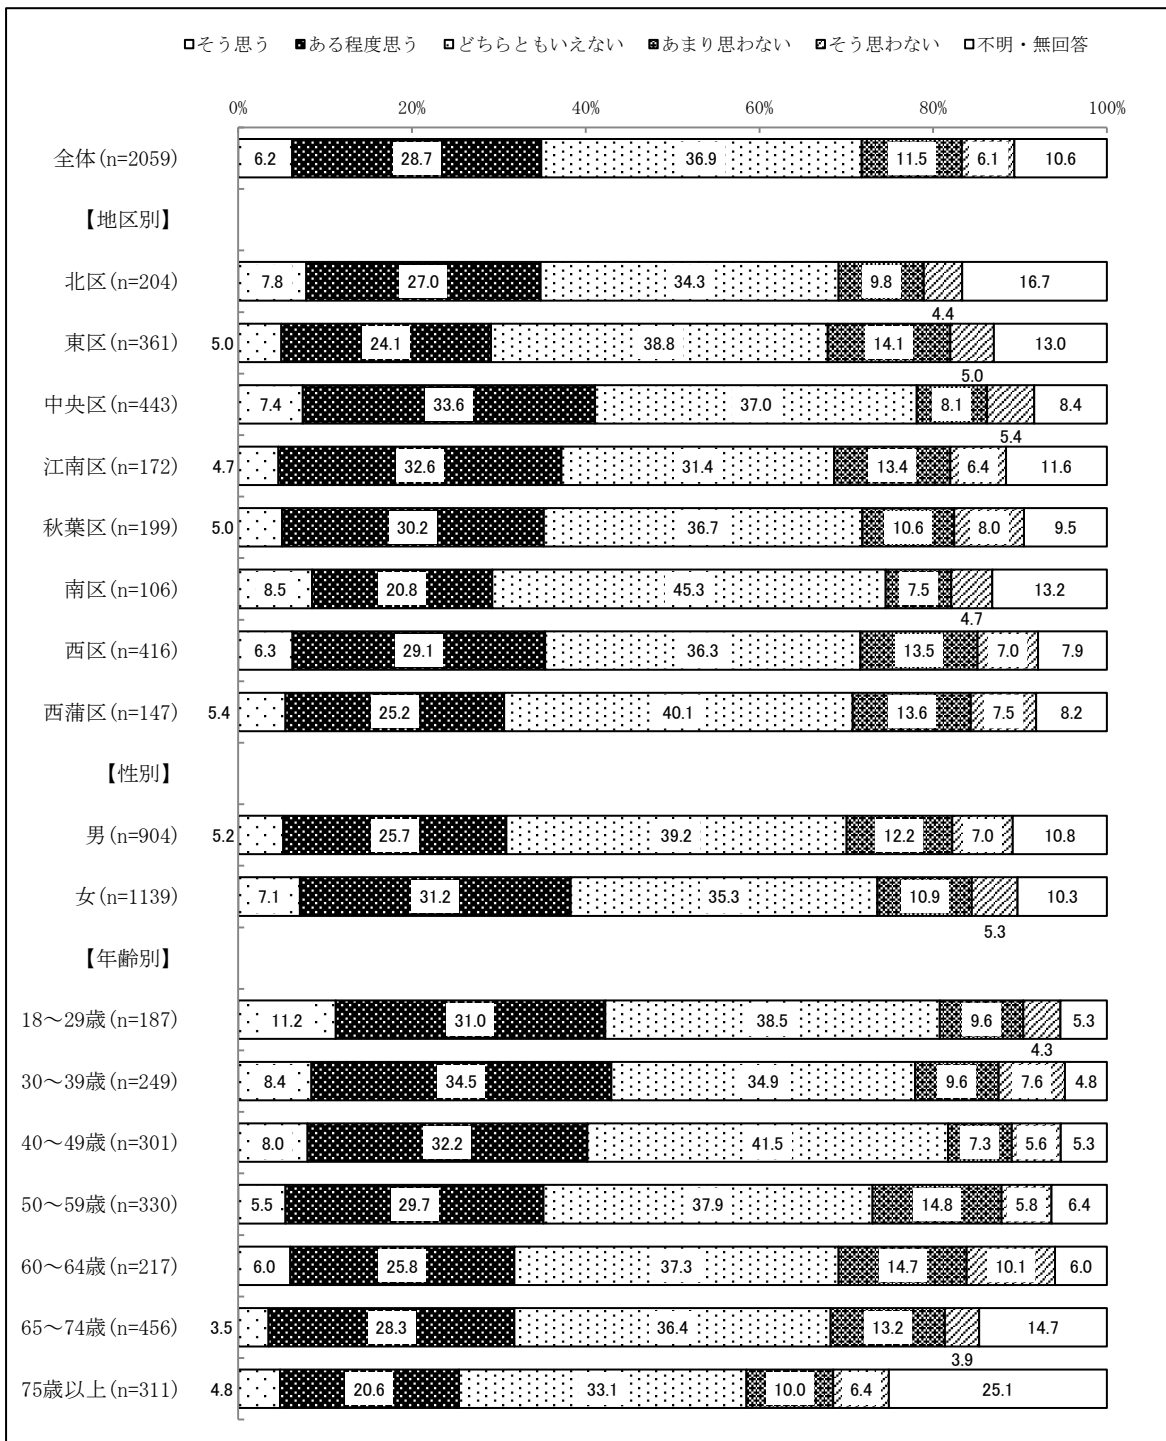 □そう思う ■ある程度思う □どちらともいえない ■あまり思わない □そう思わない □不明・無回答
0% 20% 40% 60% 80% 100%
全体(n=2059) 6.2 28.7 36.9 11.5 6.1 10.6
【地区別】
北区(n=204) 7.8 27.0 34.3 9.8 4.4 16.7
東区(n=361) 5.0 24.1 38.8 14.1 5.0 13.0
中央区(n=443) 7.4 33.6 37.0 8.1 5.4 8.4
江南区(n=172) 4.7 32.6 31.4 13.4 6.4 11.6
秋葉区(n=199) 5.0 30.2 36.7 10.6 8.0 9.5
南区(n=106) 8.5 20.8 45.3 7.5 4.7 13.2
西区(n=416) 6.3 29.1 36.3 13.5 7.0 7.9
西蒲区(n=147) 5.4 25.2 40.1 13.6 7.5 8.2
【性別】
男(n=904) 5.2 25.7 39.2 12.2 7.0 10.8
女(n=1139) 7.1 31.2 35.3 10.9 5.3 10.3
【年齢別】
18～29歳(n=187) 11.2 31.0 38.5 9.6 4.3 5.3
30～39歳(n=249) 8.4 34.5 34.9 9.6 7.6 4.8
40～49歳(n=301) 8.0 32.2 41.5 7.3 5.6 5.3
50～59歳(n=330) 5.5 29.7 37.9 14.8 5.8 6.4
60～64歳(n=217) 6.0 25.8 37.3 14.7 10.1 6.0
65～74歳(n=456) 3.5 28.3 36.4 13.2 3.9 14.7
75歳以上(n=311) 4.8 20.6 33.1 10.0 6.4 25.1